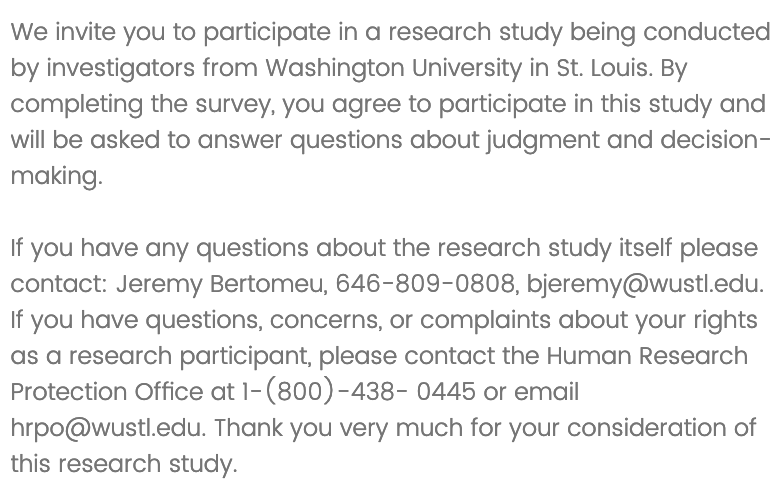 We invite you to participate in a research study being conducted
by investigators from Washington University in St. Louis. By
completing the survey, you agree to participate in this study and
will be asked to answer questions about judgment and decision-
making.
If you have any questions about the research study itself please
contact: Jeremy Bertomeu, 646-809-0808, bjeremy@wustl.edu.
If you have questions, concerns, or complaints about your rights
as a research participant, please contact the Human Research
Protection Office at 1-(800)-438- 0445 or email
hrpo@wustl.edu. Thank you very much for your consideration of
this research study.